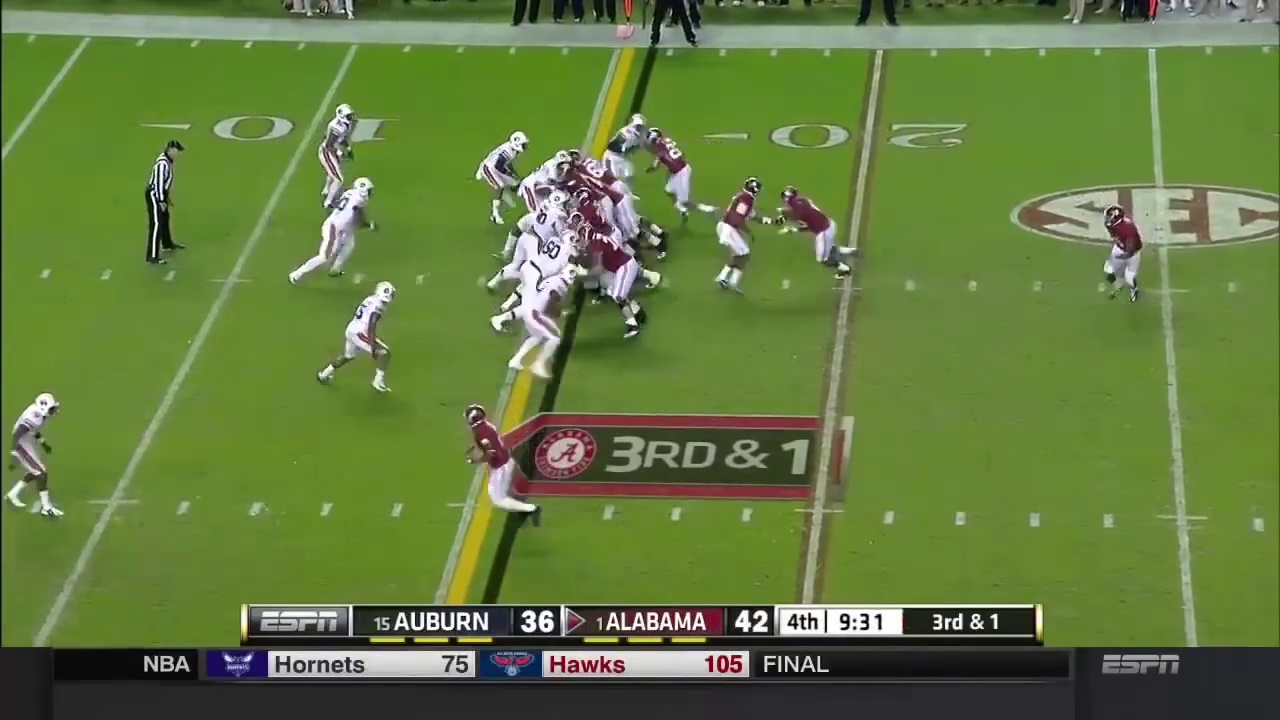 10
20
SEC
3RD & 1
ESPN 15 AUBURN 36 1 ALABAMA 42 4th 9:31 3rd & 1
NBA Hornets 75 Hawks 105 FINAL ESPN